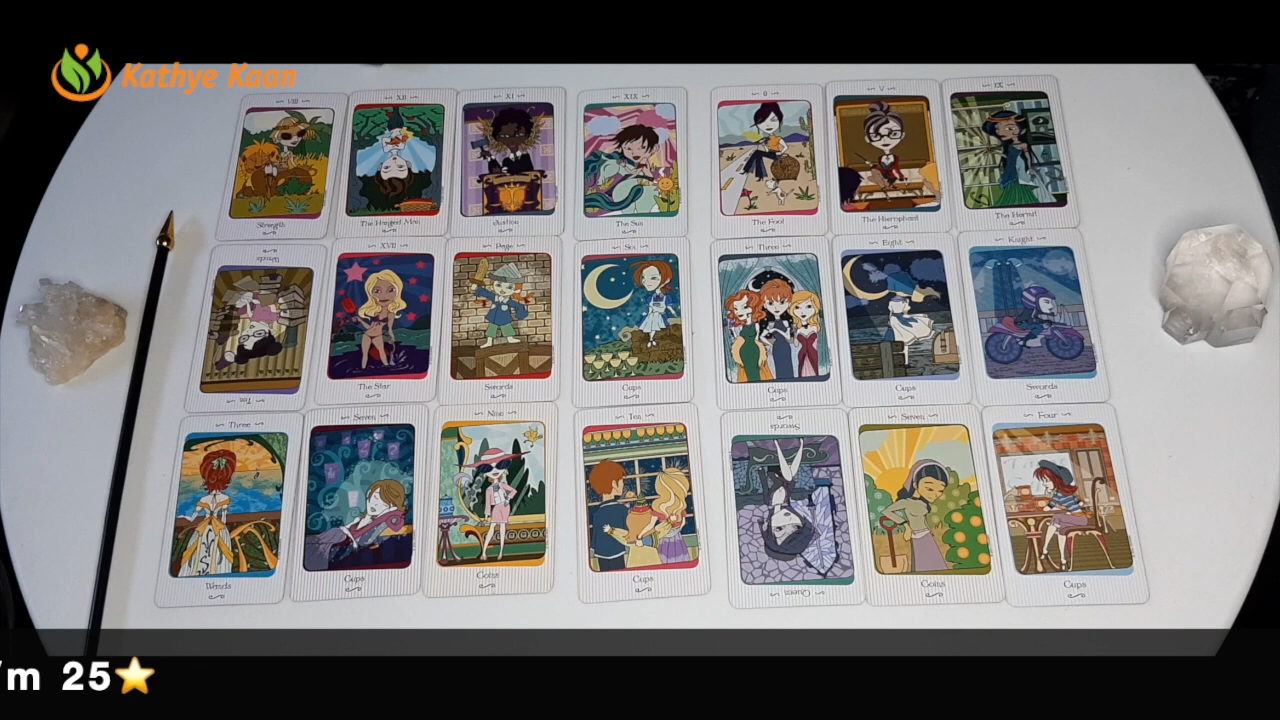 Kathye Kaan
VIII
XII
XI
XIX
0
V
IX
Strength
The Hanged Man
Justice
The Sun
The Fool
The Hierophant
The Hermit
Wands
XVII
Page
Six
Three
Eight
Knight
Ten
The Star
Swords
Cups
Cups
Cups
Swords
Three
Seven
Nine
Ten
Swords
Seven
Four
Wands
Cups
Coins
Cups
Queen
Coins
Cups
/m 25⭐